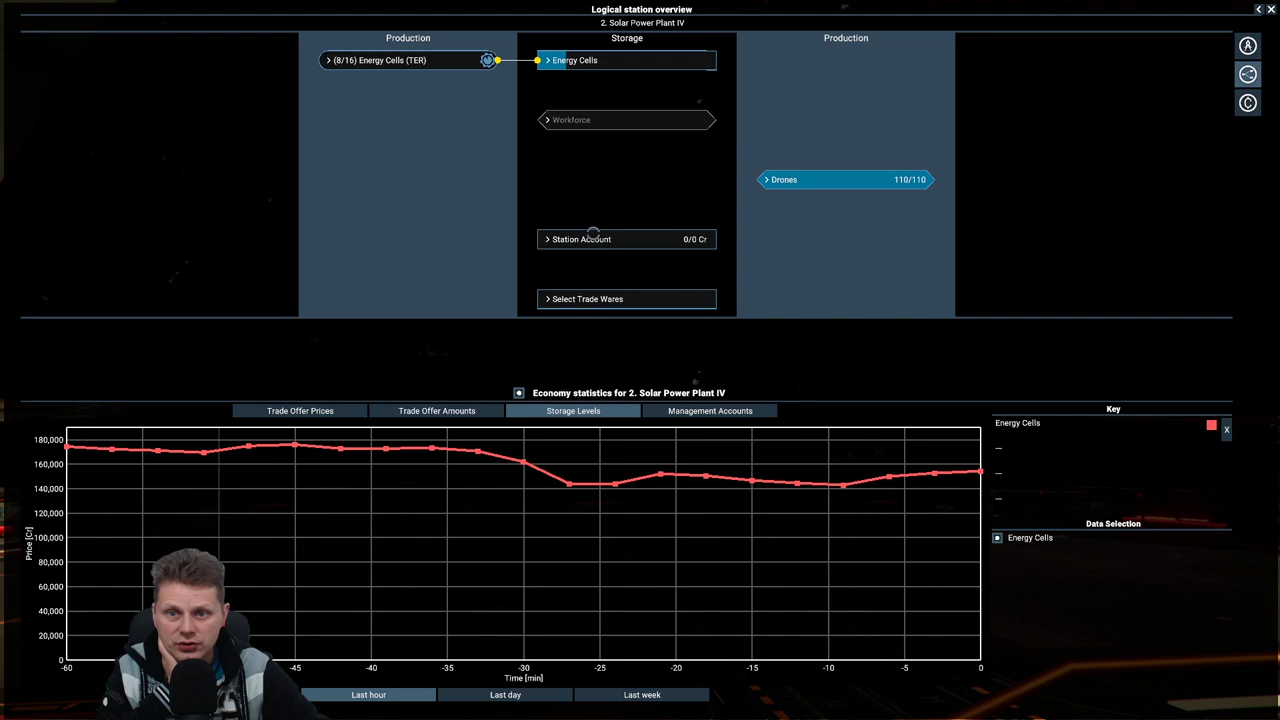 Logical station overview
2. Solar Power Plant IV
Production
Storage
Production
(8/16) Energy Cells (TER)
Energy Cells
Workforce
Drones 110/110
Station Account 0/0 Cr
Select Trade Wares
Economy statistics for 2. Solar Power Plant IV
Trade Offer Prices
Trade Offer Amounts
Storage Levels
Management Accounts
Key
Energy Cells
X
--
--
--
Data Selection
Energy Cells
Price [Cr]
180,000
160,000
140,000
120,000
100,000
80,000
60,000
40,000
20,000
0
-60 -45 -40 -35 -30 -25 -20 -15 -10 -5 0
Time [min]
Last hour
Last day
Last week